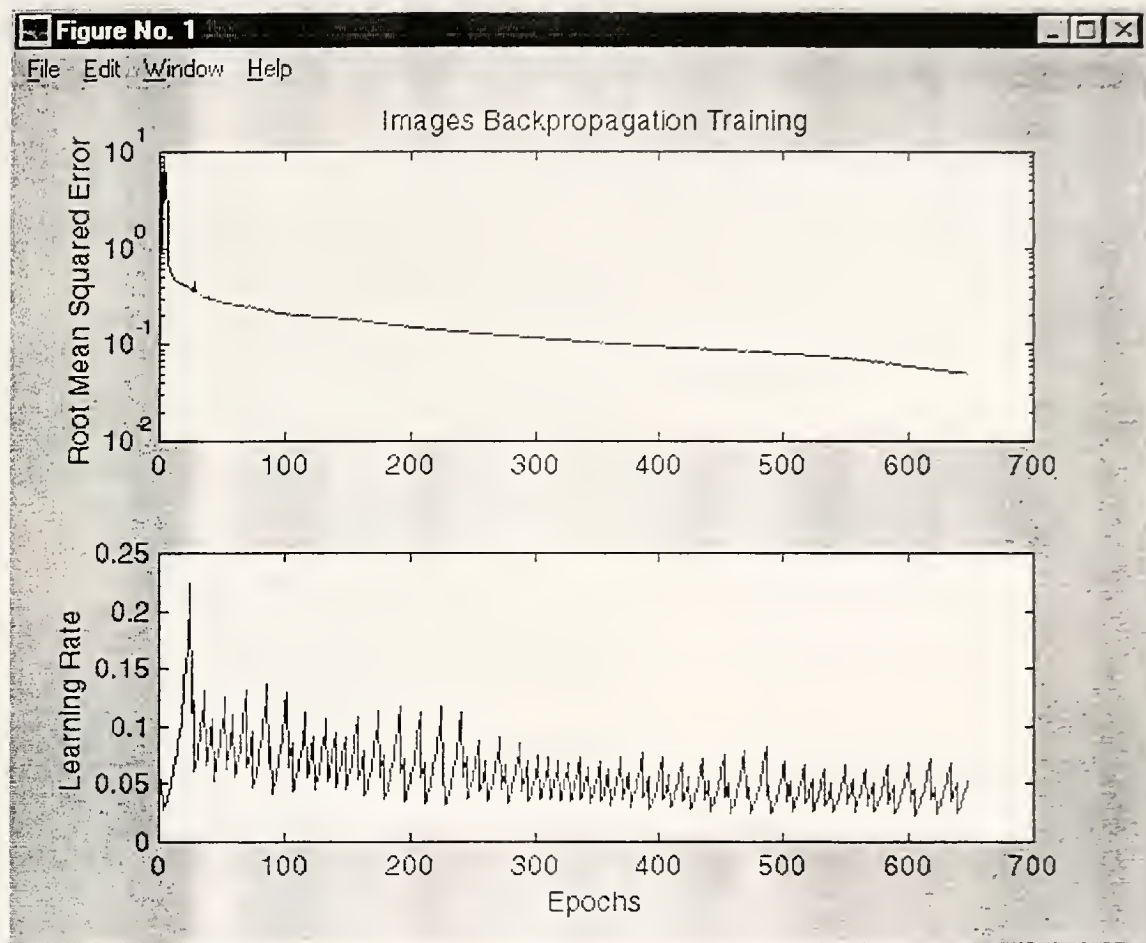 Figure No. 1
File Edit Window Help
Images Backpropagation Training
Root Mean Squared Error
10^1
10^0
10^-1
10^-2
0 100 200 300 400 500 600 700
Learning Rate
0.25
0.2
0.15
0.1
0.05
0
0 100 200 300 400 500 600 700
Epochs